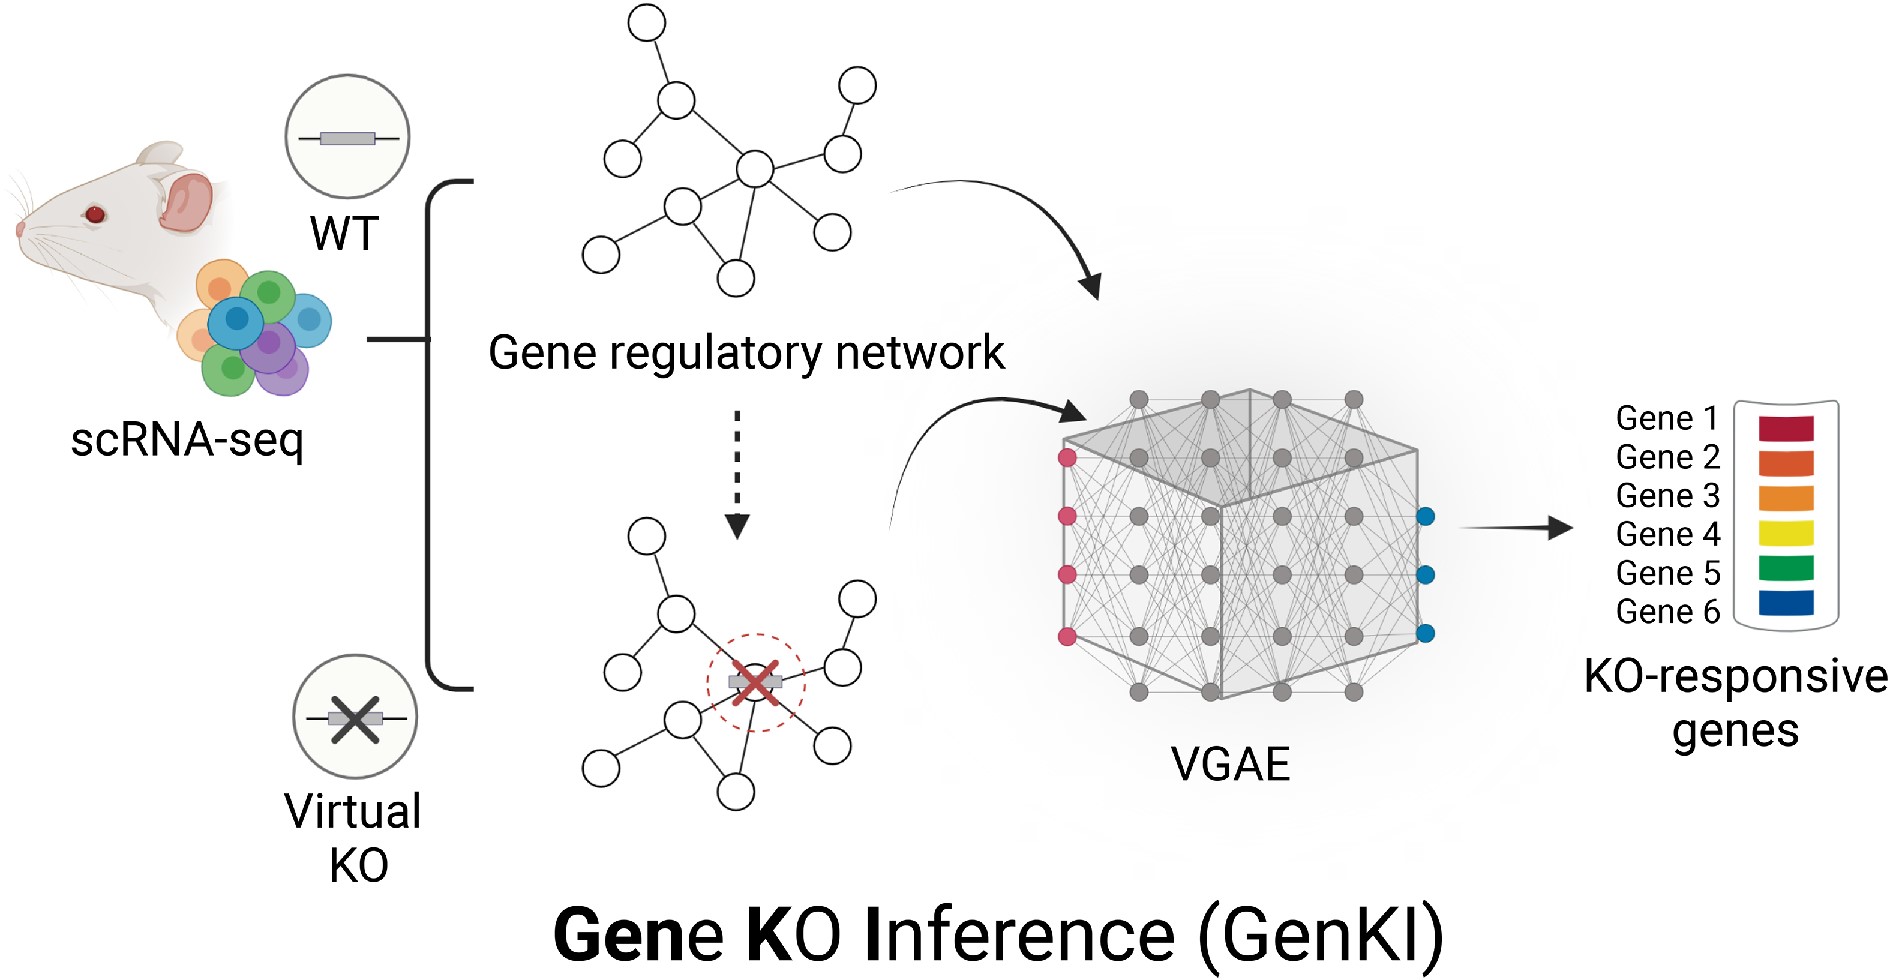 WT
scRNA-seq
Gene regulatory network
Virtual
KO
VGAE
Gene 1
Gene 2
Gene 3
Gene 4
Gene 5
Gene 6
KO-responsive
genes
Gene KO Inference (GenKI)